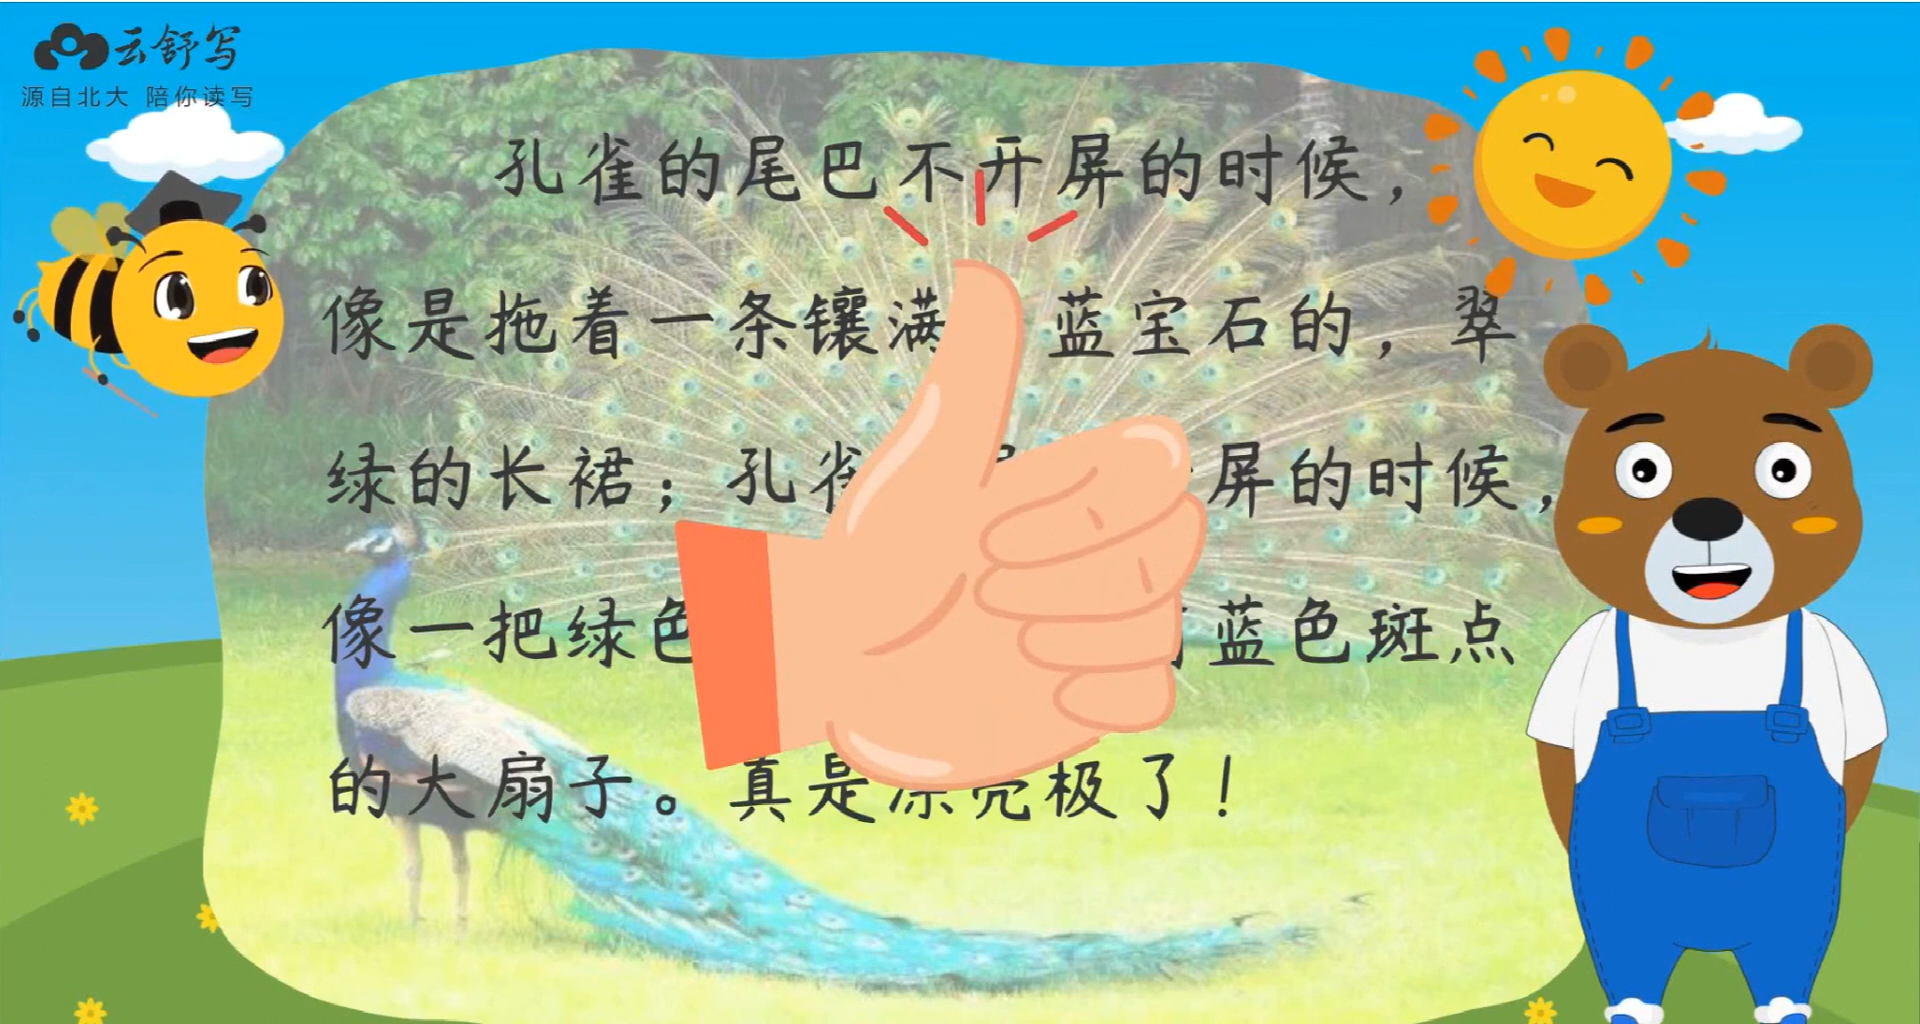 云舒写
源自北大 陪你读写
孔雀的尾巴不开屏的时候，
像是拖着一条镶满 蓝宝石的，翠
绿的长裙；孔雀 屏的时候，
像一把绿色 蓝色斑点
的大扇子。真是漂亮极了！